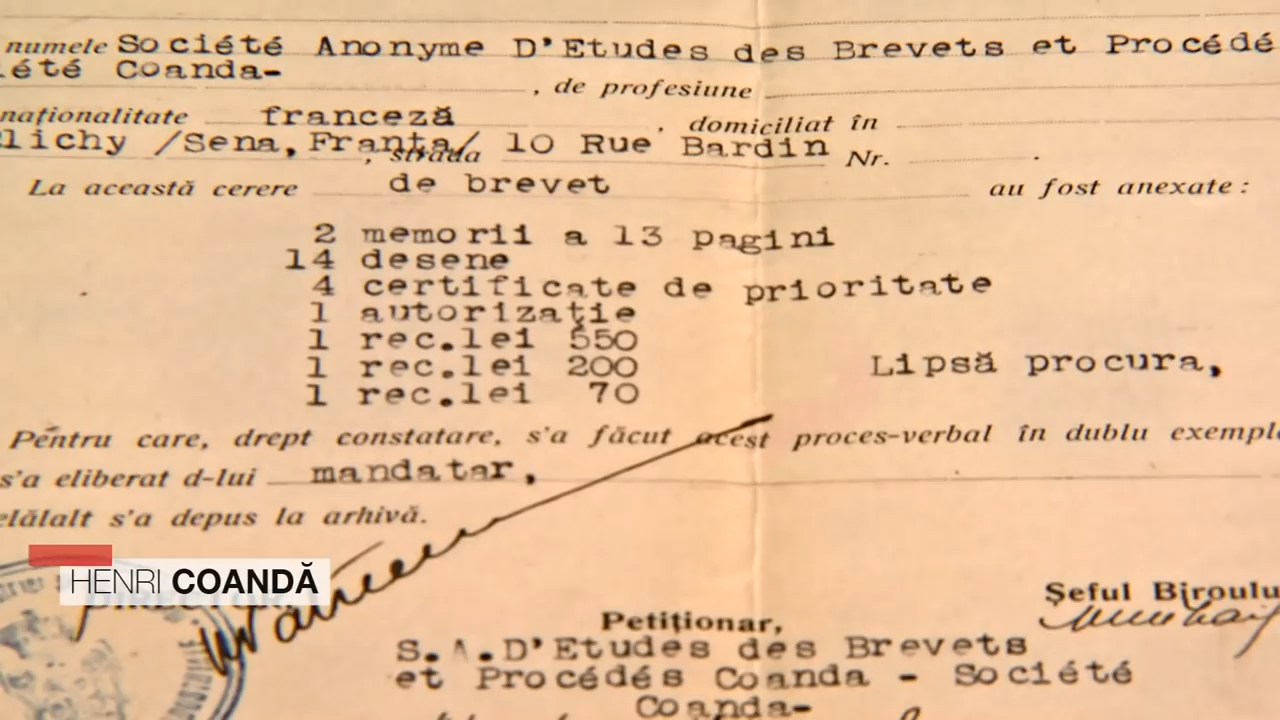 numele Société Anonyme D'Etudes des Brevets et Procédé
iété Coanda-
, de profesiune
naționalitate franceză , domiciliat în
lichy /Sena,Franța/ , strada 10 Rue Bardin Nr. .
La această cerere de brevet au fost anexate :
2 memorii a 13 pagini
14 desene
4 certificate de prioritate
1 autorizaţie
1 rec.lei 550
1 rec.lei 200
1 rec.lei 70
Lipsă procura,
Pentru care, drept constatare, s'a făcut acest proces-verbal în dublu exempl
s'a eliberat d-lui mandatar,
elălalt s'a depus la arhivă.
HENRI COANDĂ
Șeful Biroulu
Petiționar,
S.A.D'Etudes des Brevets
et Procédés Coanda - Société
Coanda-